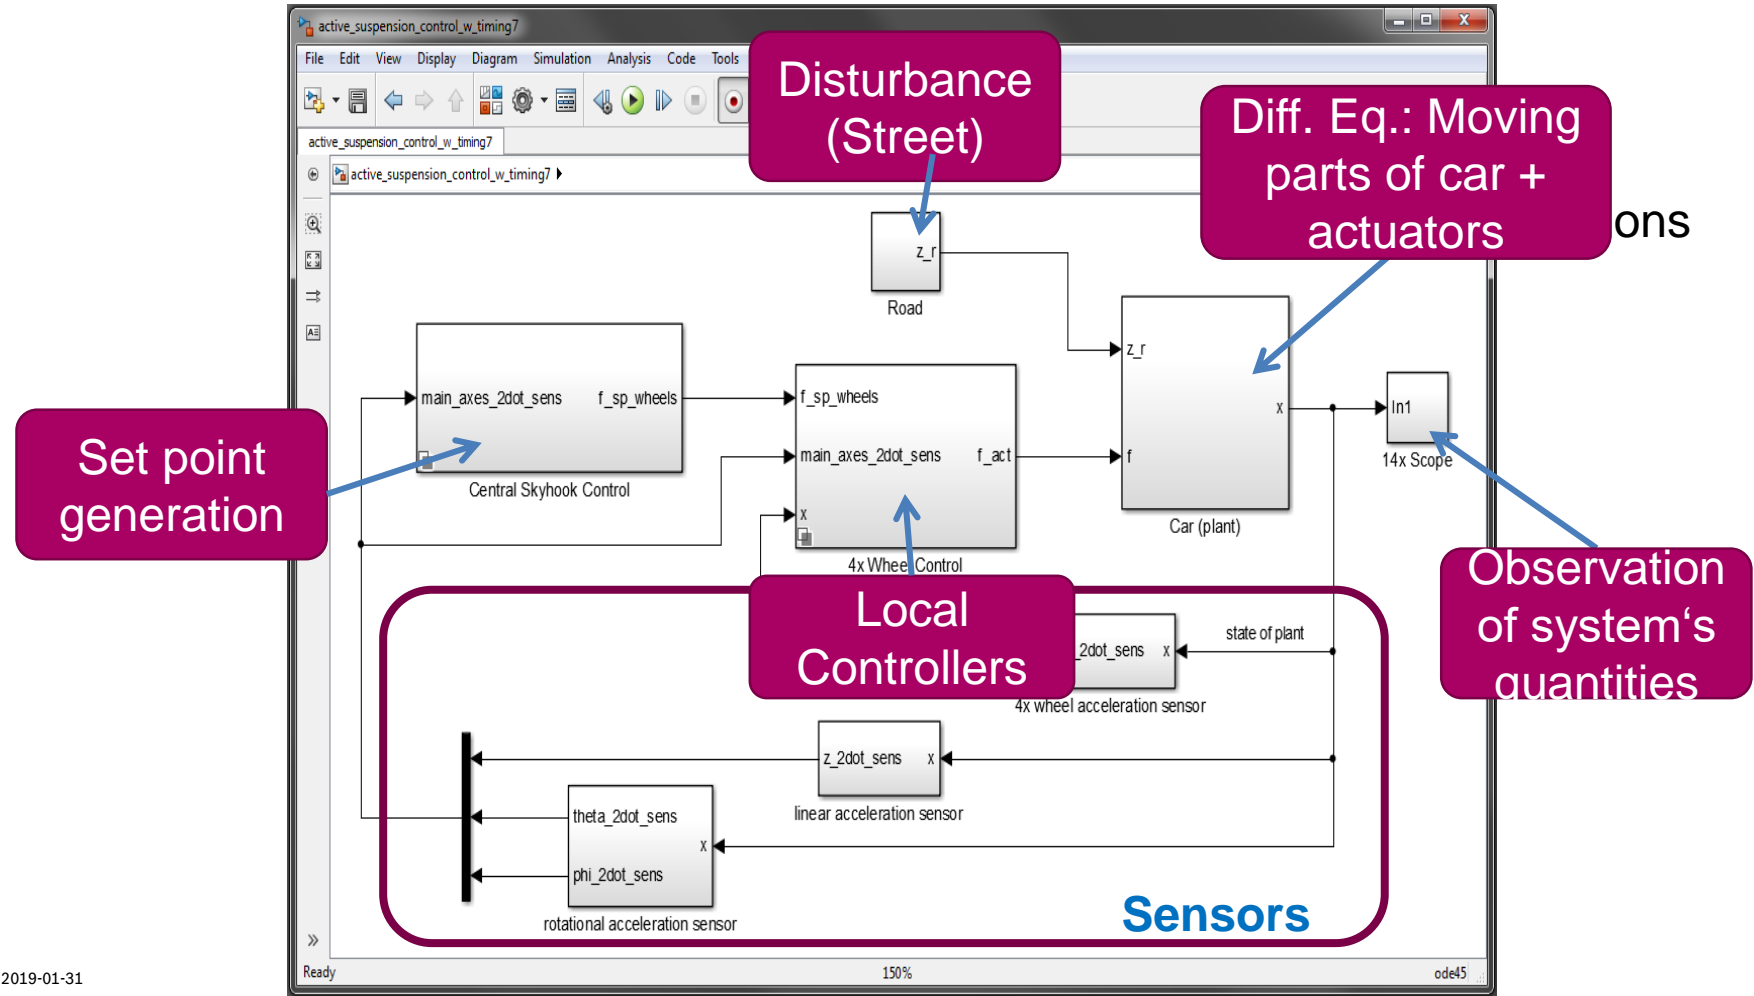 active_suspension_control_w_timing7
File Edit View Display Diagram Simulation Analysis Code Tools
active_suspension_control_w_timing7
active_suspension_control_w_timing7
Disturbance
(Street)
Diff. Eq.: Moving
parts of car +
actuators
ons
z_r
Road
main_axes_2dot_sens f_sp_wheels
Central Skyhook Control
f_sp_wheels
main_axes_2dot_sens f_act
x
4x Wheel Control
z_r
x
f
Car (plant)
In1
14x Scope
Set point
generation
Local
Controllers
Observation
of system‘s
quantities
state of plant
_2dot_sens x
4x wheel acceleration sensor
z_2dot_sens x
linear acceleration sensor
theta_2dot_sens
x
phi_2dot_sens
rotational acceleration sensor
Sensors
Ready 150% ode45
2019-01-31